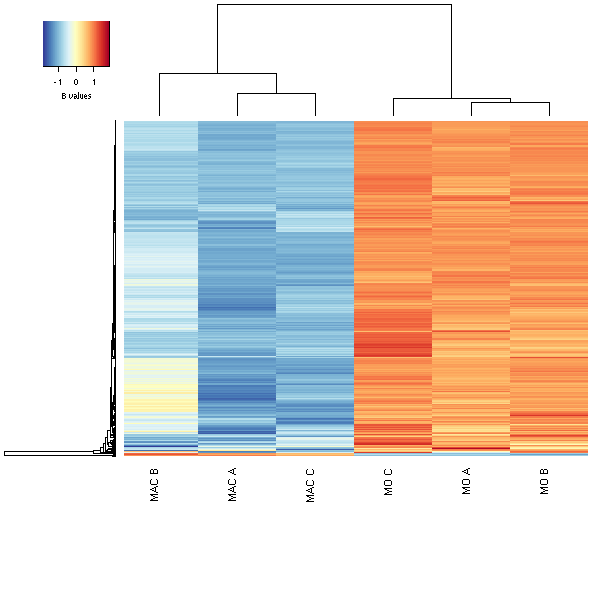 -1 0 1
B values
MAC B
MAC A
MAC C
MO C
MO A
MO B